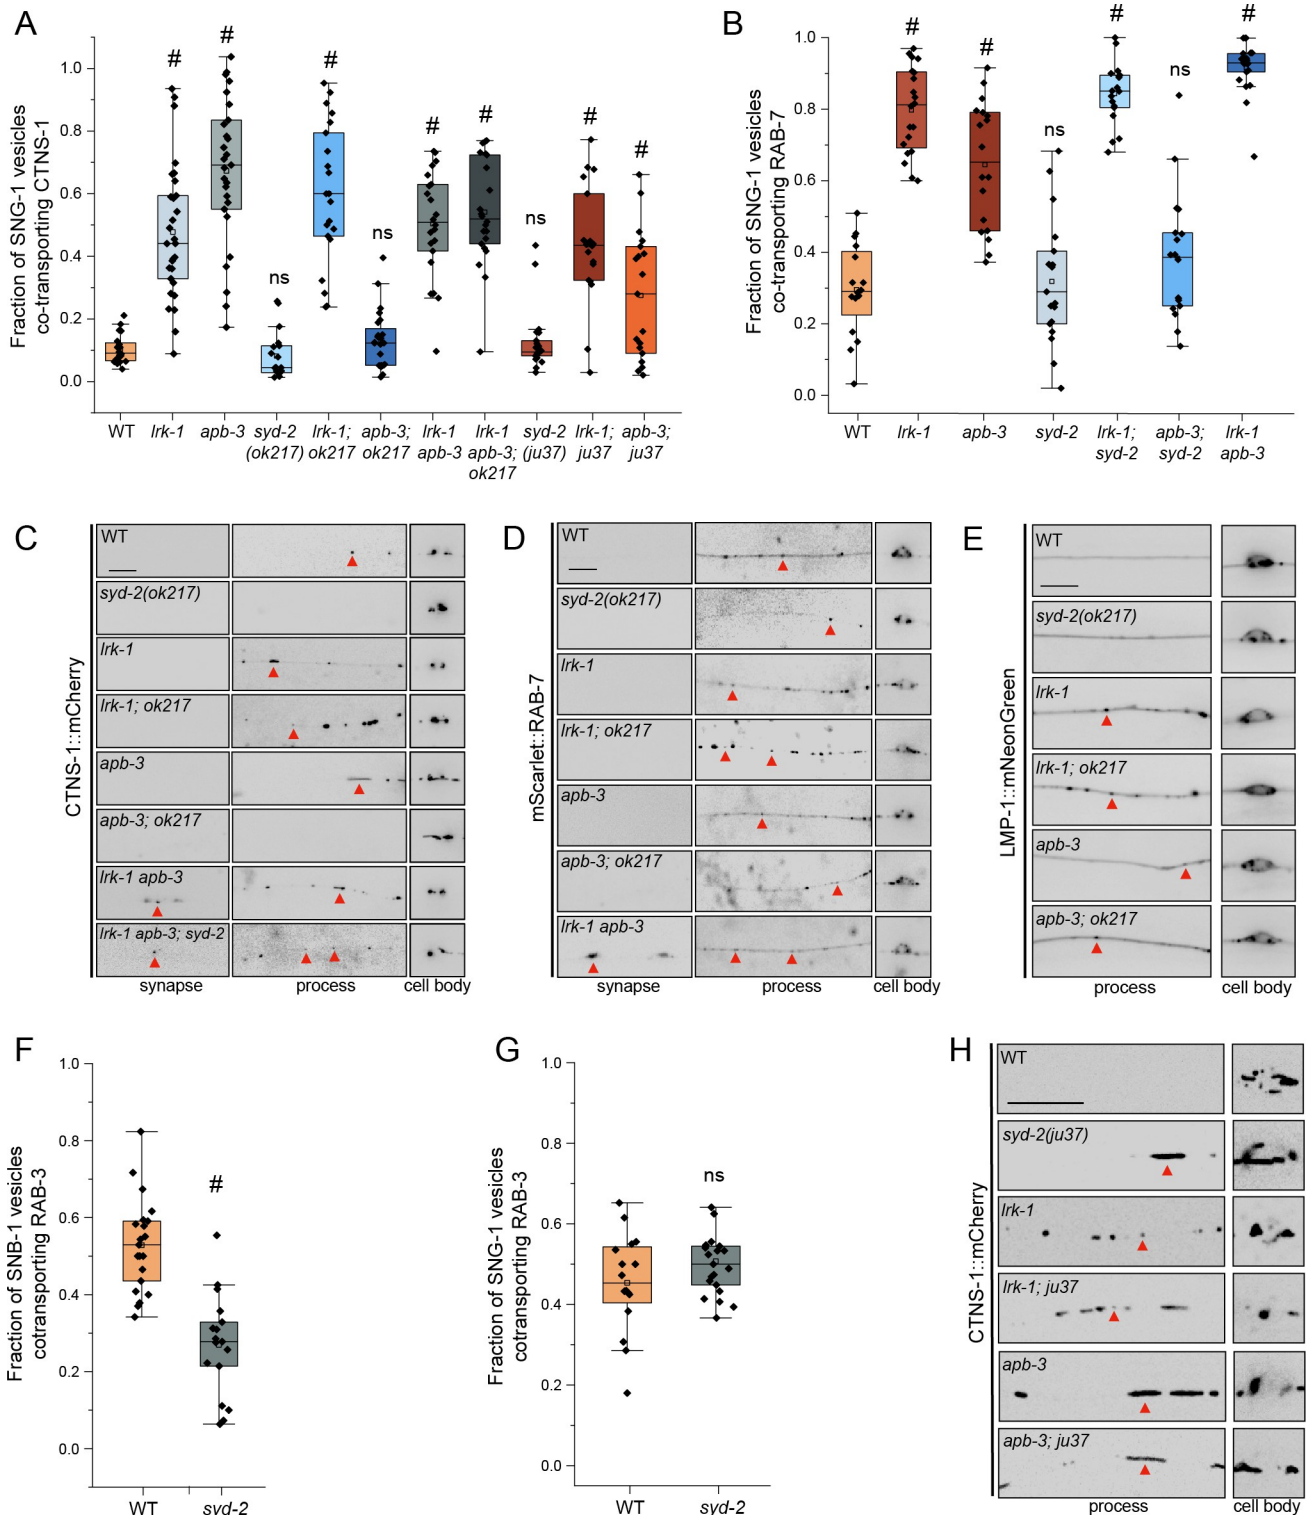 A
Fraction of SNG-1 vesicles
co-transporting CTNS-1
1.0
0.8
0.6
0.4
0.2
0.0
#
#
ns
#
ns
#
#
ns
#
#
WT
lrk-1
apb-3
syd-2
(ok217)
lrk-1;
ok217
apb-3;
ok217
lrk-1
apb-3
lrk-1
apb-3;
ok217
syd-2
(ju37)
lrk-1;
ju37
apb-3;
ju37
B
Fraction of SNG-1 vesicles
co-transporting RAB-7
1.0
0.8
0.6
0.4
0.2
0.0
#
#
ns
#
ns
#
WT
lrk-1
apb-3
syd-2
lrk-1;
syd-2
apb-3;
syd-2
lrk-1
apb-3
C
CTNS-1::mCherry
WT
syd-2(ok217)
lrk-1
lrk-1; ok217
apb-3
apb-3; ok217
lrk-1 apb-3
lrk-1 apb-3; syd-2
synapse
process
cell body
D
mScarlet::RAB-7
WT
syd-2(ok217)
lrk-1
lrk-1; ok217
apb-3
apb-3; ok217
lrk-1 apb-3
synapse
process
cell body
E
LMP-1::mNeonGreen
WT
syd-2(ok217)
lrk-1
lrk-1; ok217
apb-3
apb-3; ok217
process
cell body
F
Fraction of SNB-1 vesicles
cotransporting RAB-3
1.0
0.8
0.6
0.4
0.2
0.0
#
WT
syd-2
G
Fraction of SNG-1 vesicles
cotransporting RAB-3
1.0
0.8
0.6
0.4
0.2
0.0
ns
WT
syd-2
H
CTNS-1::mCherry
WT
syd-2(ju37)
lrk-1
lrk-1; ju37
apb-3
apb-3; ju37
process
cell body